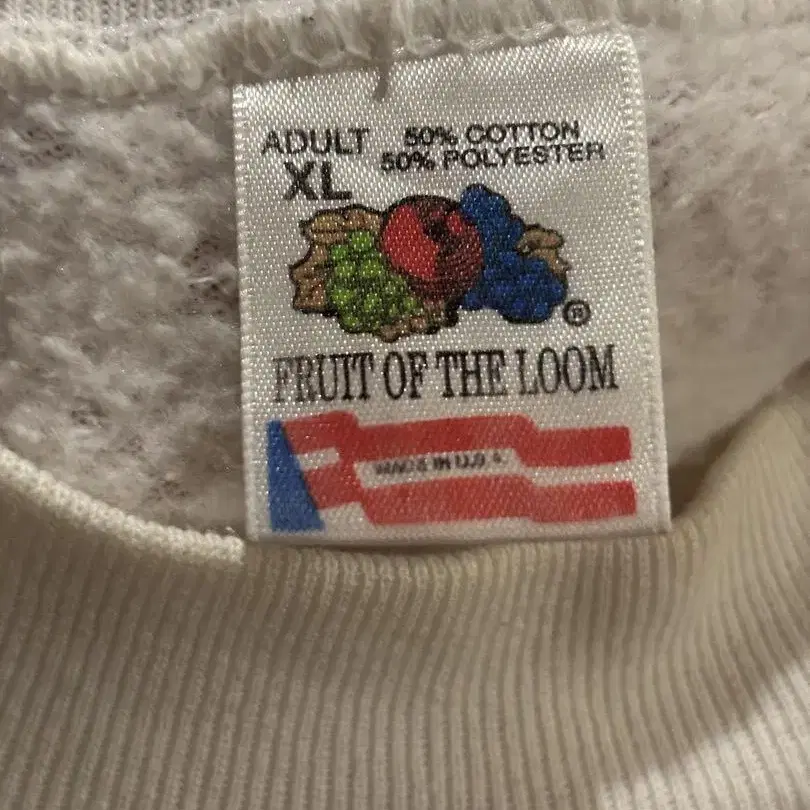 ADULT
XL
50% COTTON
50% POLYESTER
®
FRUIT OF THE LOOM
MADE IN U.S.A.